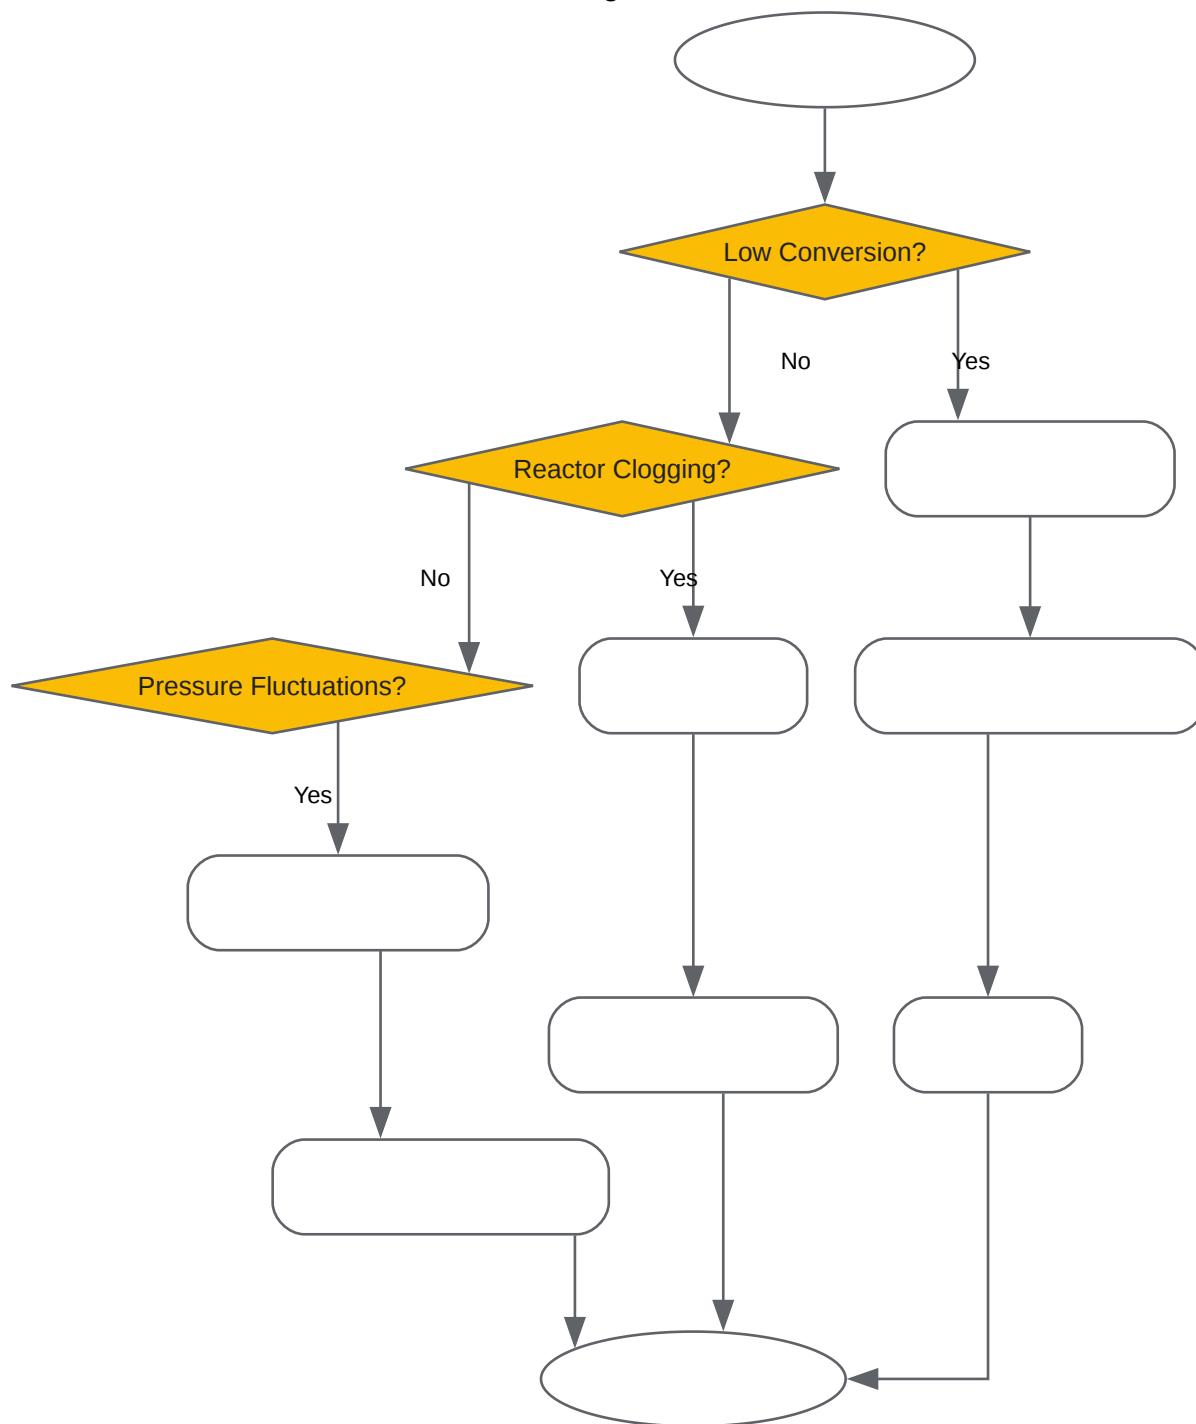 Low Conversion?
No
Yes
Reactor Clogging?
No
Yes
Pressure Fluctuations?
Yes